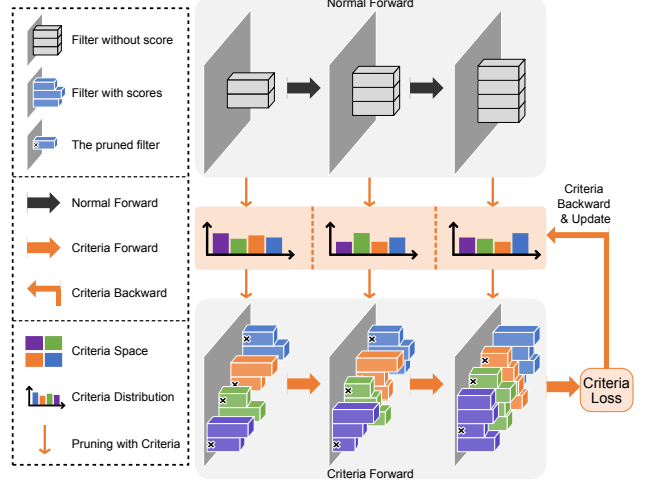 Normal Forward
Filter without score
Filter with scores
The pruned filter
Normal Forward
Criteria Forward
Criteria Backward
Criteria Space
Criteria Distribution
Pruning with Criteria
Criteria
Backward
& Update
Criteria
Loss
Criteria Forward